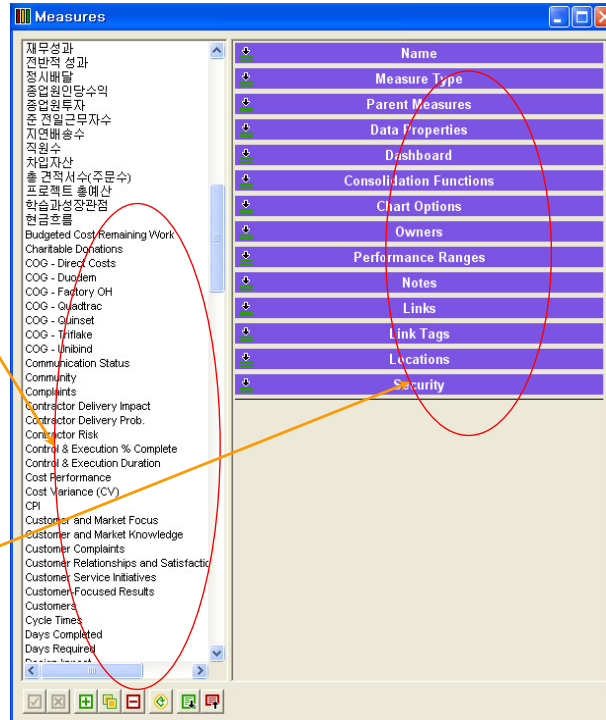 Measures
재무성과
전반적 성과
정시배달
종업원인당수익
종업원투자
준 전일근무자수
지연배송수
직원수
차입자산
총 견적서수(주문수)
프로젝트 총예산
학습과성장관점
현금흐름
Budgeted Cost Remaining Work
Charitable Donations
COG - Direct Costs
COG - Duodem
COG - Factory OH
COG - Quadtrac
COG - Quinset
COG - Triflake
COG - Unibind
Communication Status
Community
Complaints
Contractor Delivery Impact
Contractor Delivery Prob.
Contractor Risk
Control & Execution % Complete
Control & Execution Duration
Cost Performance
Cost Variance (CV)
CPI
Customer and Market Focus
Customer and Market Knowledge
Customer Complaints
Customer Relationships and Satisfactic
Customer Service Initiatives
Customer-Focused Results
Customers
Cycle Times
Days Completed
Days Required
Name
Measure Type
Parent Measures
Data Properties
Dashboard
Consolidation Functions
Chart Options
Owners
Performance Ranges
Notes
Links
Link Tags
Locations
Security